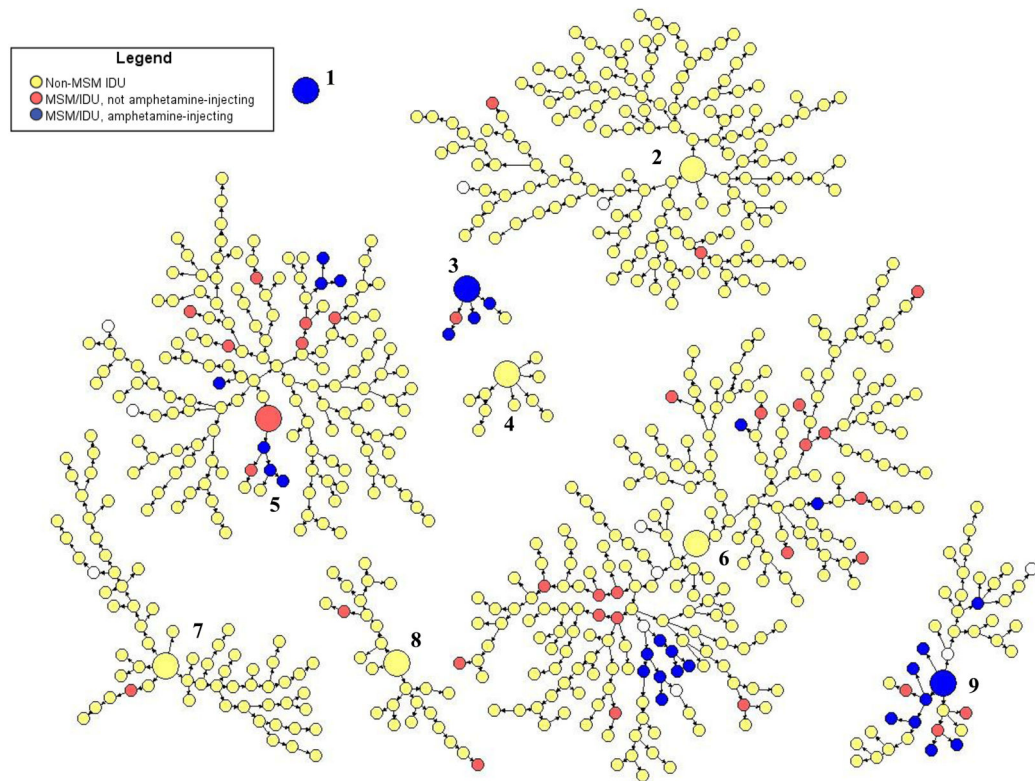 Legend
Non-MSM IDU
MSM/IDU, not amphetamine-injecting
MSM/IDU, amphetamine-injecting
1
2
3
4
5
6
7
8
9